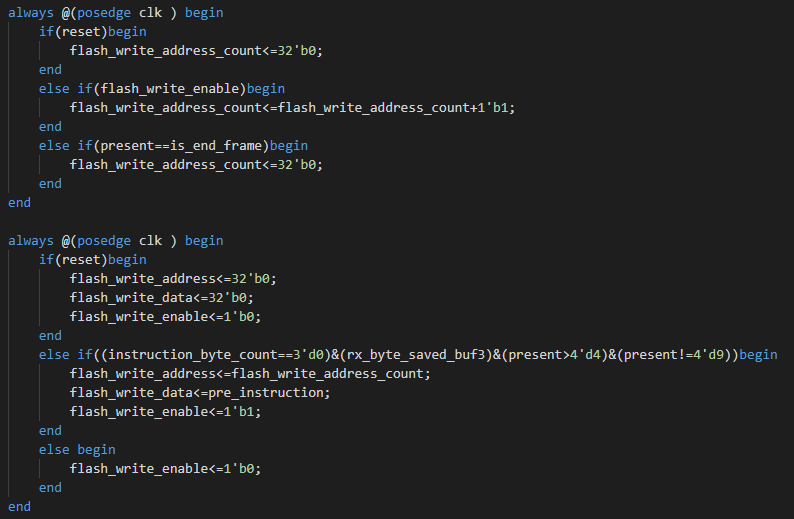 always @(posedge clk ) begin
    if(reset)begin
        flash_write_address_count<=32'b0;
    end
    else if(flash_write_enable)begin
        flash_write_address_count<=flash_write_address_count+1'b1;
    end
    else if(present==is_end_frame)begin
        flash_write_address_count<=32'b0;
    end
end

always @(posedge clk ) begin
    if(reset)begin
        flash_write_address<=32'b0;
        flash_write_data<=32'b0;
        flash_write_enable<=1'b0;
    end
    else if((instruction_byte_count==3'd0)&(rx_byte_saved_buf3)&(present>4'd4)&(present!=4'd9))begin
        flash_write_address<=flash_write_address_count;
        flash_write_data<=pre_instruction;
        flash_write_enable<=1'b1;
    end
    else begin
        flash_write_enable<=1'b0;
    end
end